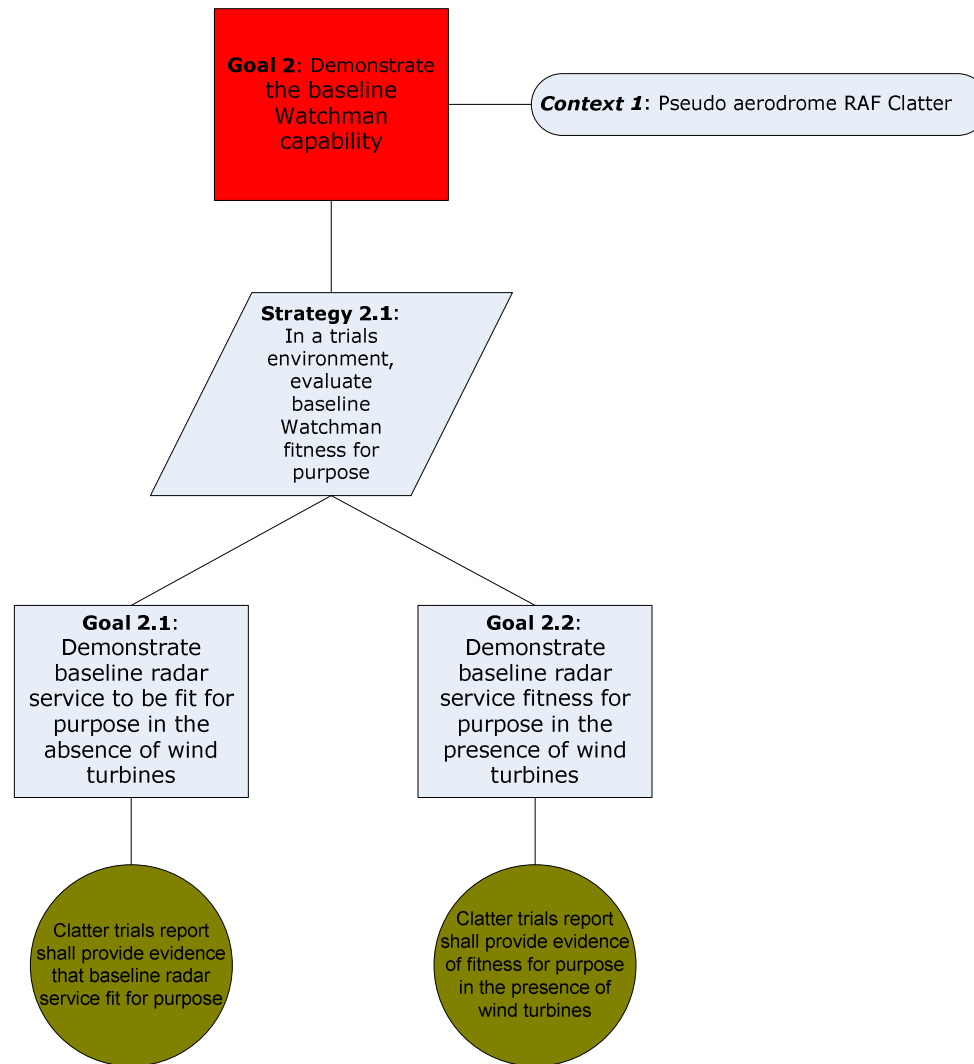 Goal 2: Demonstrate
the baseline
Watchman
capability
Context 1: Pseudo aerodrome RAF Clatter
Strategy 2.1:
In a trials
environment,
evaluate
baseline
Watchman
fitness for
purpose
Goal 2.1:
Demonstrate
baseline radar
service to be fit for
purpose in the
absence of wind
turbines
Goal 2.2:
Demonstrate
baseline radar
service fitness for
purpose in the
presence of wind
turbines
Clatter trials report
shall provide evidence
that baseline radar
service fit for purpose
Clatter trials report
shall provide evidence
of fitness for purpose
in the presence of
wind turbines